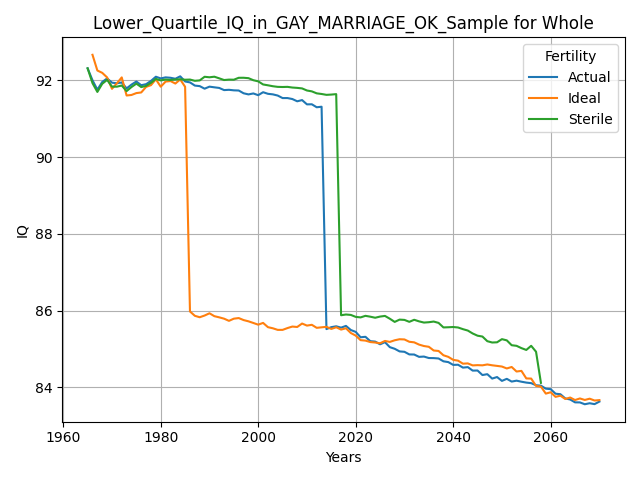 Lower_Quartile_IQ_in_GAY_MARRIAGE_OK_Sample for Whole
Fertility
Actual
Ideal
Sterile
IQ
92
90
88
86
84
1960
1980
2000
2020
2040
2060
Years